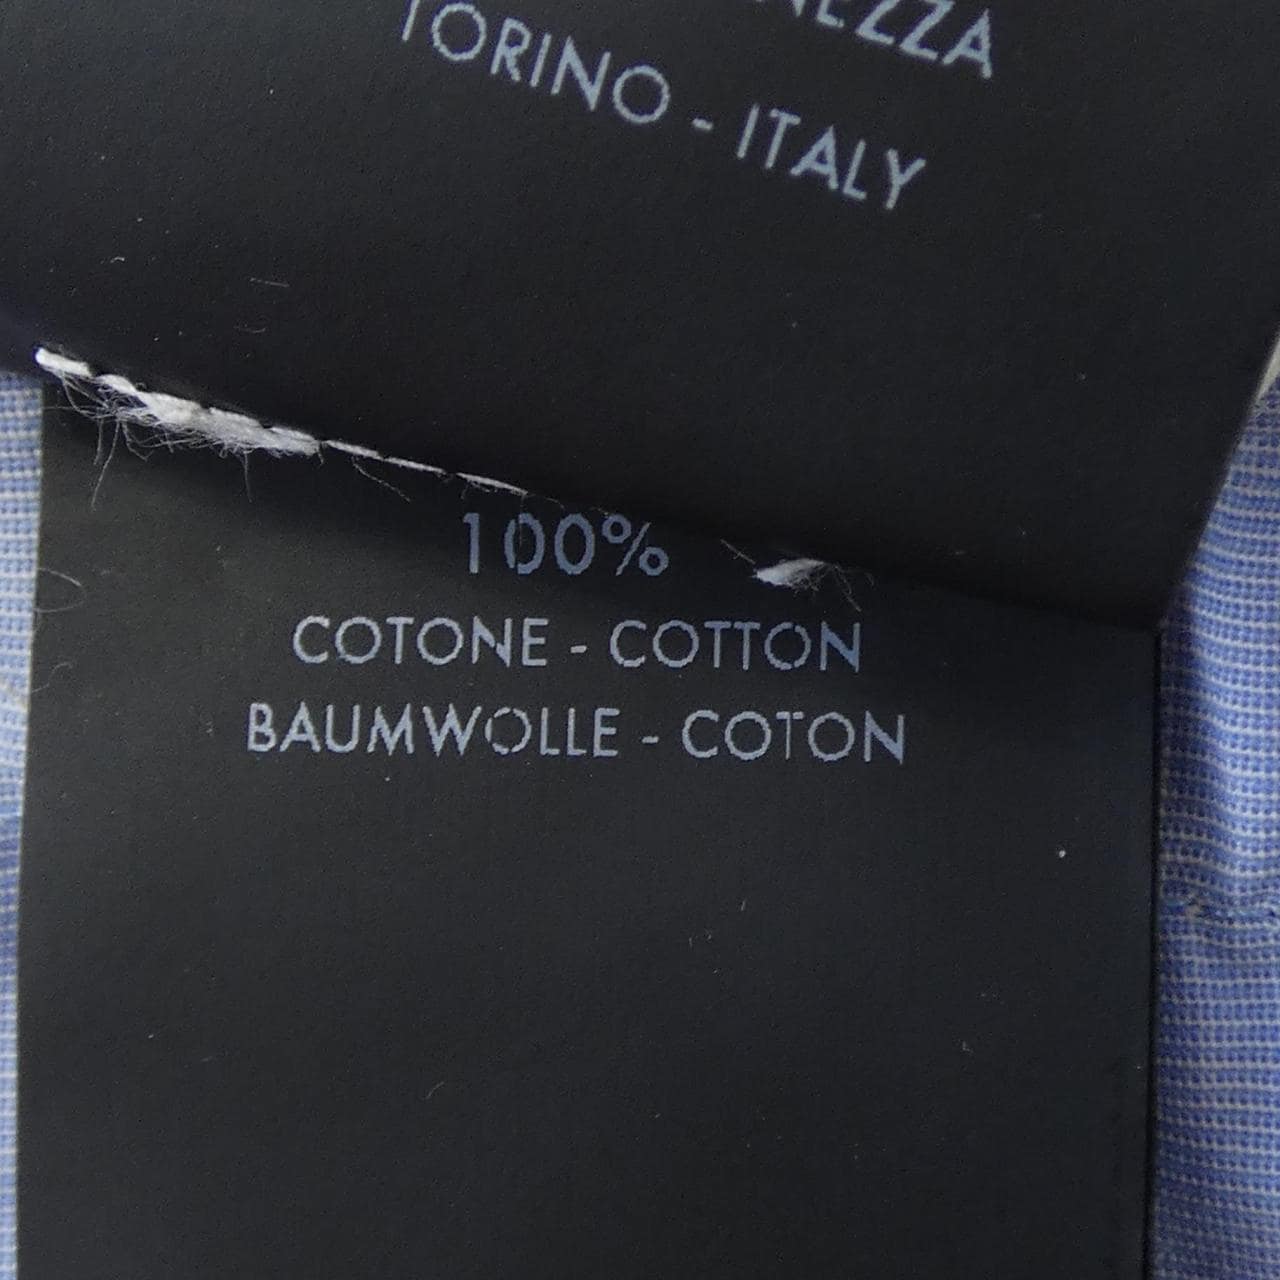 TORINO - ITALY
100%
COTONE - COTTON
BAUMWOLLE - COTON